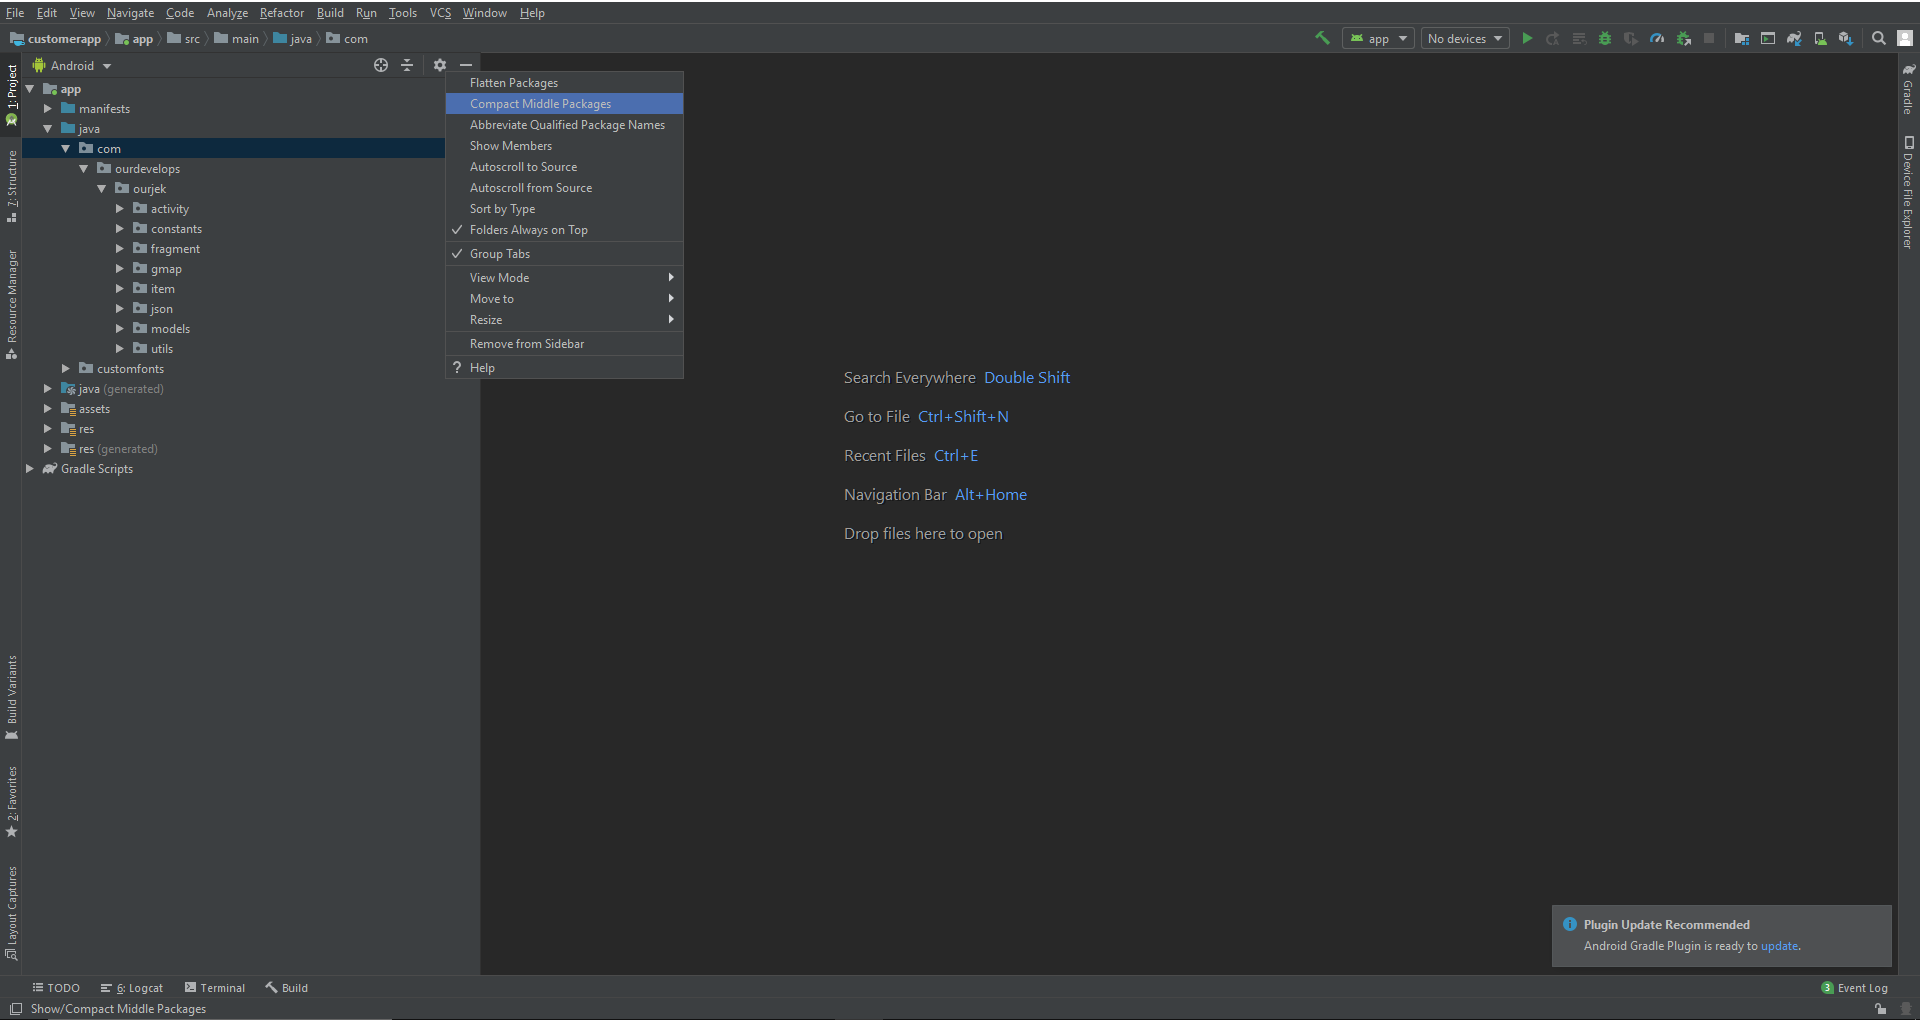 File Edit View Navigate Code Analyze Refactor Build Run Tools VCS Window Help
customerapp app src main java com
app No devices
1: Project
7: Structure
Resource Manager
Build Variants
2: Favorites
Layout Captures
Android
app
manifests
java
com
ourdevelops
ourjek
activity
constants
fragment
gmap
item
json
models
utils
customfonts
java (generated)
assets
res
res (generated)
Gradle Scripts
Flatten Packages
Compact Middle Packages
Abbreviate Qualified Package Names
Show Members
Autoscroll to Source
Autoscroll from Source
Sort by Type
Folders Always on Top
Group Tabs
View Mode
Move to
Resize
Remove from Sidebar
? Help
Search Everywhere Double Shift
Go to File Ctrl+Shift+N
Recent Files Ctrl+E
Navigation Bar Alt+Home
Drop files here to open
Gradle
Device File Explorer
Plugin Update Recommended
Android Gradle Plugin is ready to update.
TODO 6: Logcat Terminal Build
3 Event Log
Show/Compact Middle Packages